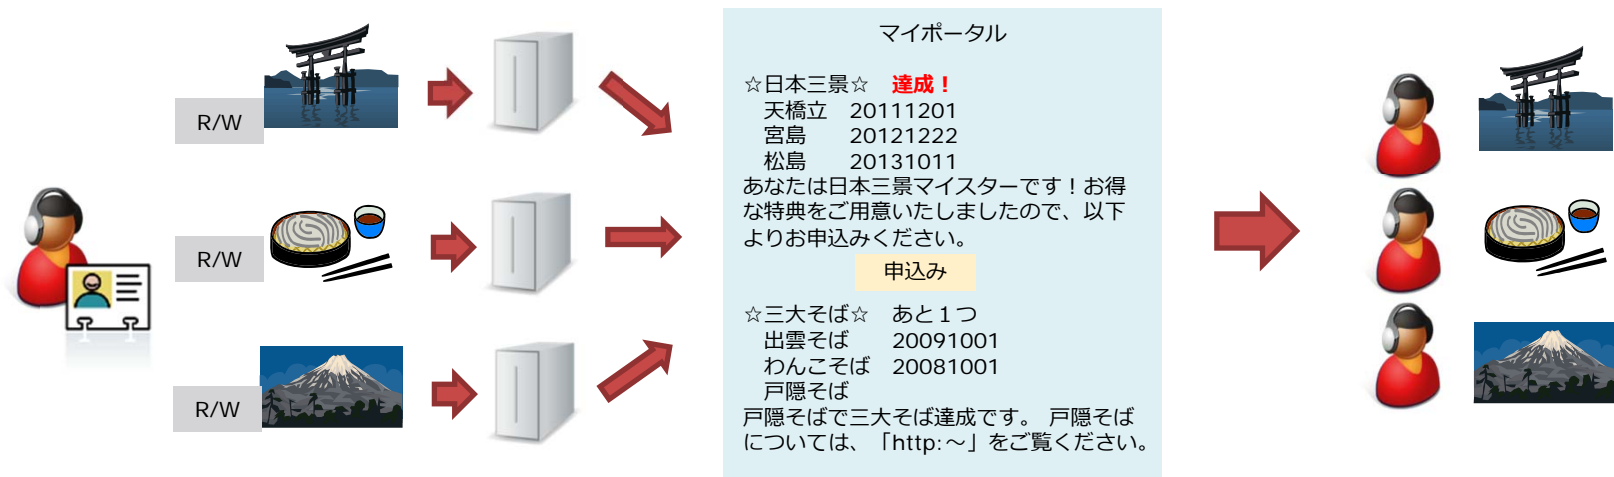 R/W
R/W
R/W
マイポータル
☆日本三景☆　達成！
天橋立　20111201
宮島　　20121222
松島　　20131011
あなたは日本三景マイスターです！お得
な特典をご用意いたしましたので、以下
よりお申込みください。
申込み
☆三大そば☆　あと１つ
出雲そば　　20091001
わんこそば　20081001
戸隠そば
戸隠そばで三大そば達成です。 戸隠そば
については、「http:～」をご覧ください。